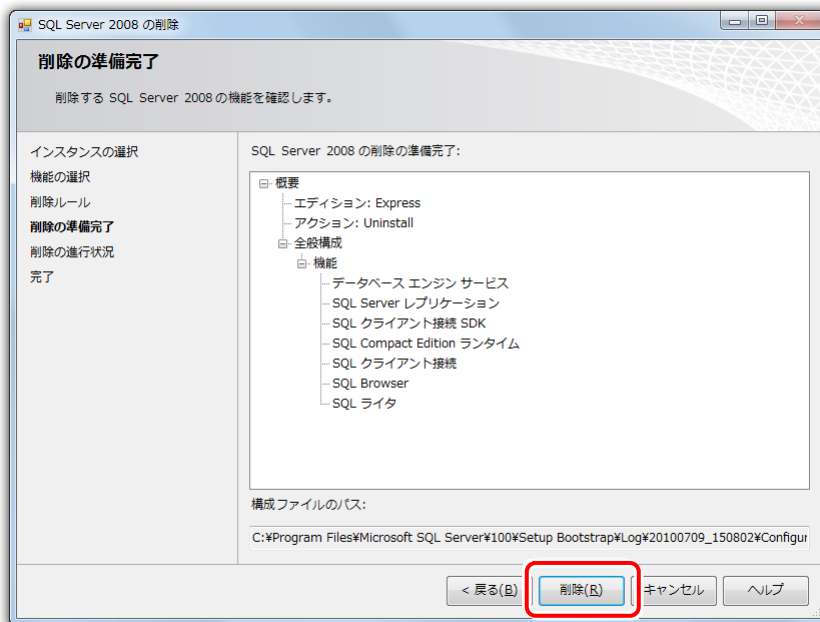 SQL Server 2008 の削除
削除の準備完了
削除する SQL Server 2008 の機能を確認します。
インスタンスの選択
機能の選択
削除ルール
削除の準備完了
削除の進行状況
完了
SQL Server 2008 の削除の準備完了:
概要
エディション: Express
アクション: Uninstall
全般構成
機能
データベース エンジン サービス
SQL Server レプリケーション
SQL クライアント接続 SDK
SQL Compact Edition ランタイム
SQL クライアント接続
SQL Browser
SQL ライタ
構成ファイルのパス:
C:¥Program Files¥Microsoft SQL Server¥100¥Setup Bootstrap¥Log¥20100709_150802¥Configur
< 戻る(B) 削除(R) キャンセル ヘルプ